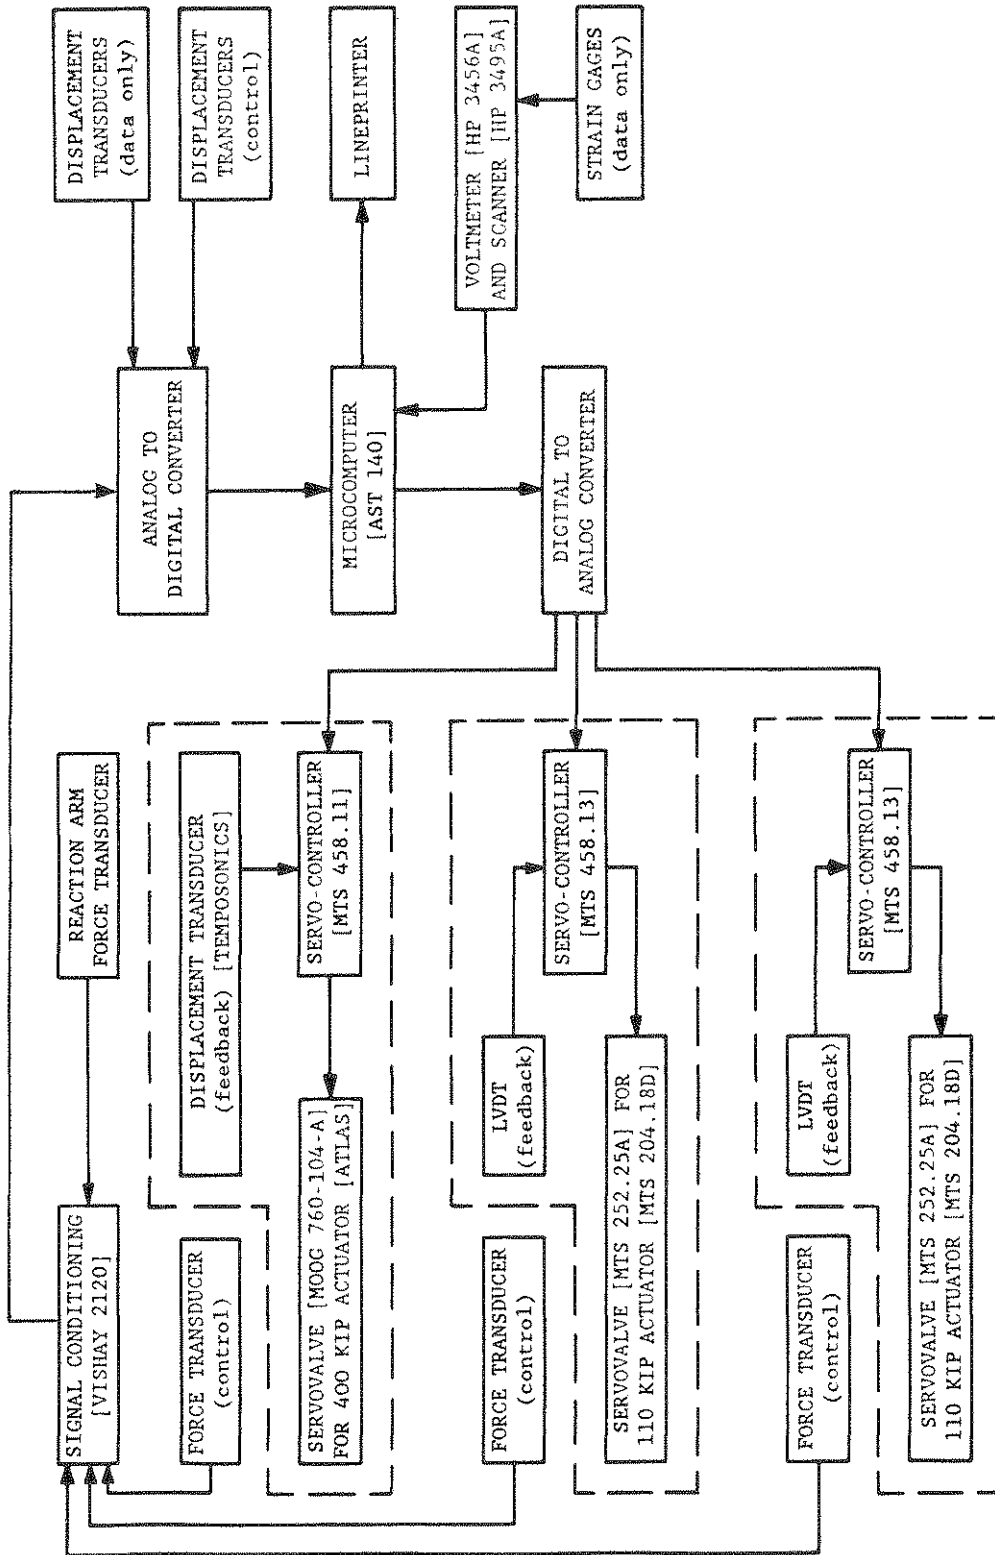 DISPLACEMENT
TRANSDUCERS
(data only)
DISPLACEMENT
TRANSDUCERS
(control)
LINEPRINTER
VOLTMETER [HP 3456A]
AND SCANNER [HP 3495A]
STRAIN GAGES
(data only)
ANALOG TO
DIGITAL CONVERTER
MICROCOMPUTER
[AST 140]
DIGITAL TO
ANALOG CONVERTER
REACTION ARM
FORCE TRANSDUCER
DISPLACEMENT TRANSDUCER
(feedback) [TEMPOSONICS]
SERVO-CONTROLLER
[MTS 458.11]
SERVO-CONTROLLER
[MTS 458.13]
SERVO-CONTROLLER
[MTS 458.13]
SIGNAL CONDITIONING
[VISHAY 2120]
FORCE TRANSDUCER
(control)
SERVOVALVE [MOOG 760-104-A]
FOR 400 KIP ACTUATOR [ATLAS]
LVDT
(feedback)
FORCE TRANSDUCER
(control)
SERVOVALVE [MTS 252.25A] FOR
110 KIP ACTUATOR [MTS 204.18D]
LVDT
(feedback)
FORCE TRANSDUCER
(control)
SERVOVALVE [MTS 252.25A] FOR
110 KIP ACTUATOR [MTS 204.18D]